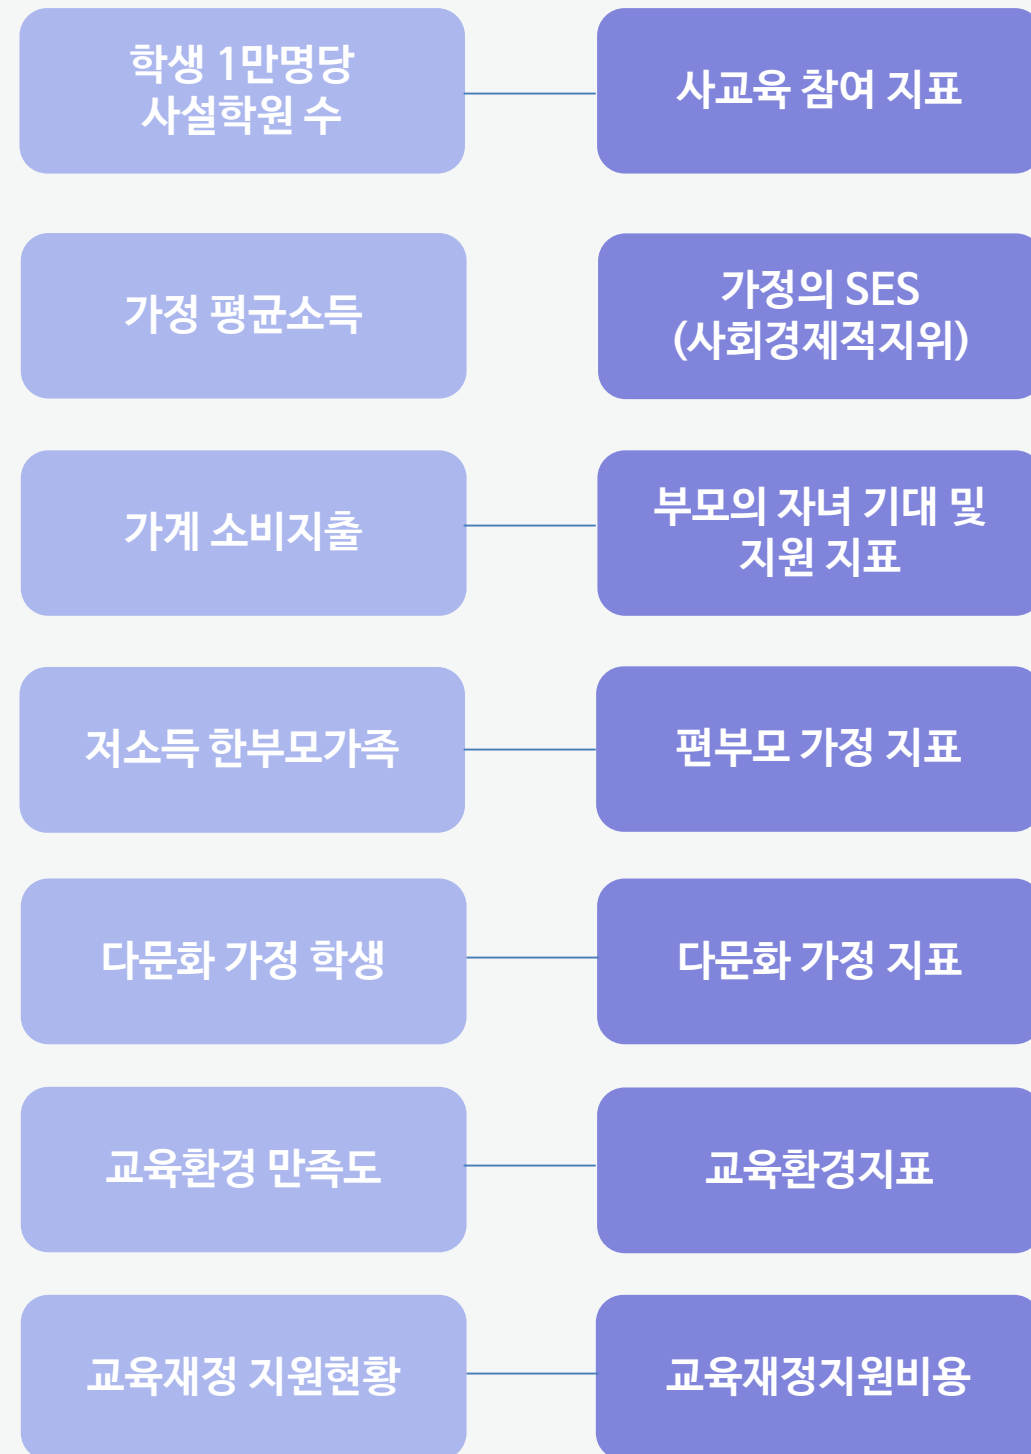 학생 1만명당
사설학원 수
사교육 참여 지표
가정 평균소득
가정의 SES
(사회경제적지위)
가계 소비지출
부모의 자녀 기대 및
지원 지표
저소득 한부모가족
편부모 가정 지표
다문화 가정 학생
다문화 가정 지표
교육환경 만족도
교육환경지표
교육재정 지원현황
교육재정지원비용